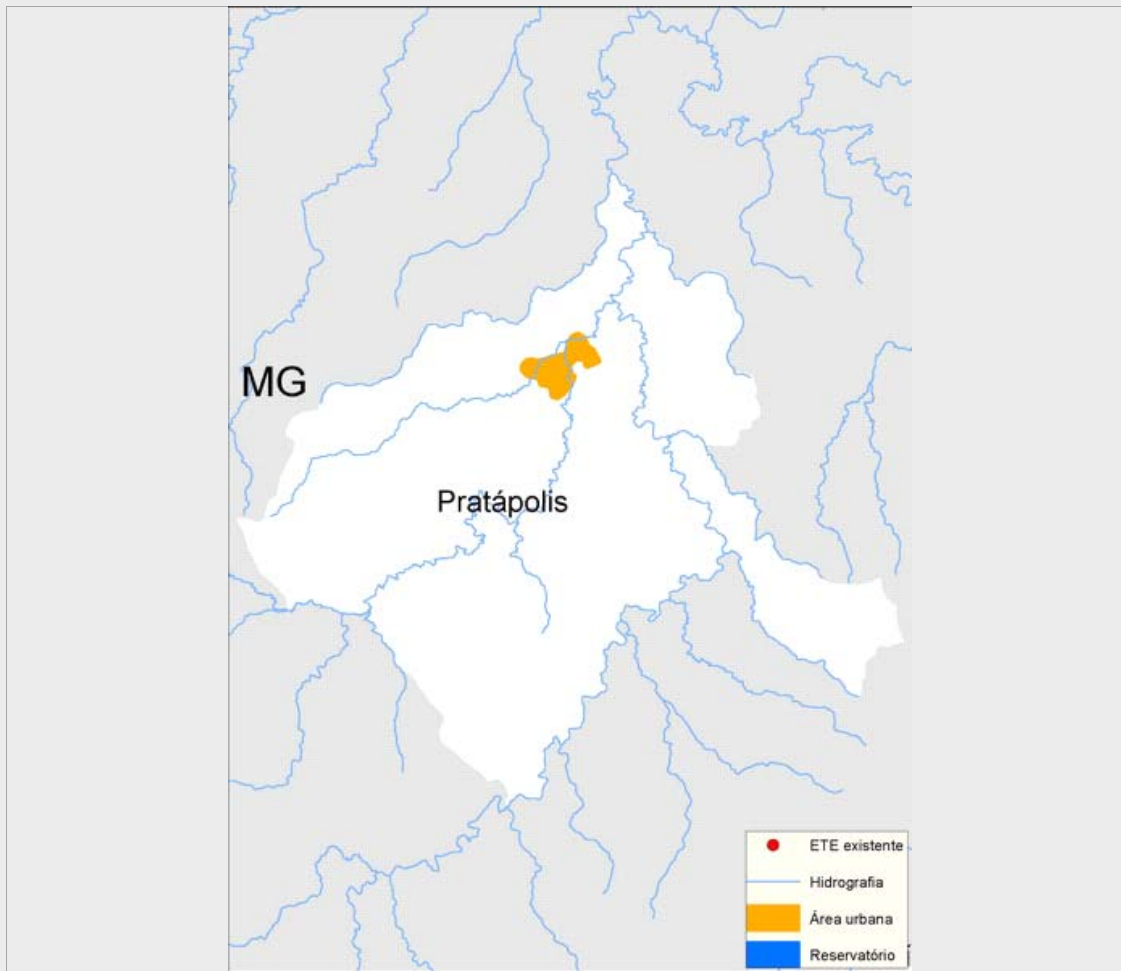 MG
Pratápolis
ETE existente
Hidrografia
Área urbana
Reservatório